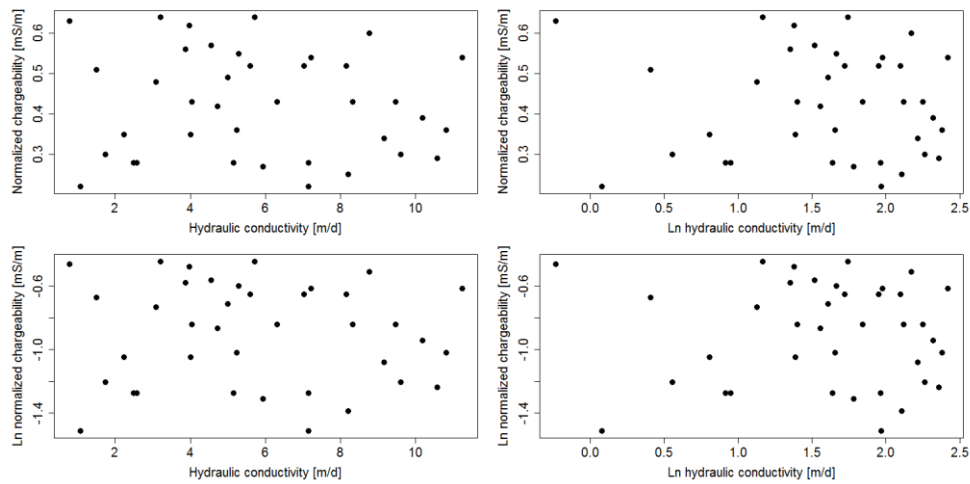 Normalized chargeability [mS/m]
0.6
0.5
0.4
0.3
2 4 6 8 10
Hydraulic conductivity [m/d]
Normalized chargeability [mS/m]
0.6
0.5
0.4
0.3
0.0 0.5 1.0 1.5 2.0 2.5
Ln hydraulic conductivity [m/d]
Ln normalized chargeability [mS/m]
-0.6
-1.0
-1.4
2 4 6 8 10
Hydraulic conductivity [m/d]
Ln normalized chargeability [mS/m]
-0.6
-1.0
-1.4
0.0 0.5 1.0 1.5 2.0 2.5
Ln hydraulic conductivity [m/d]